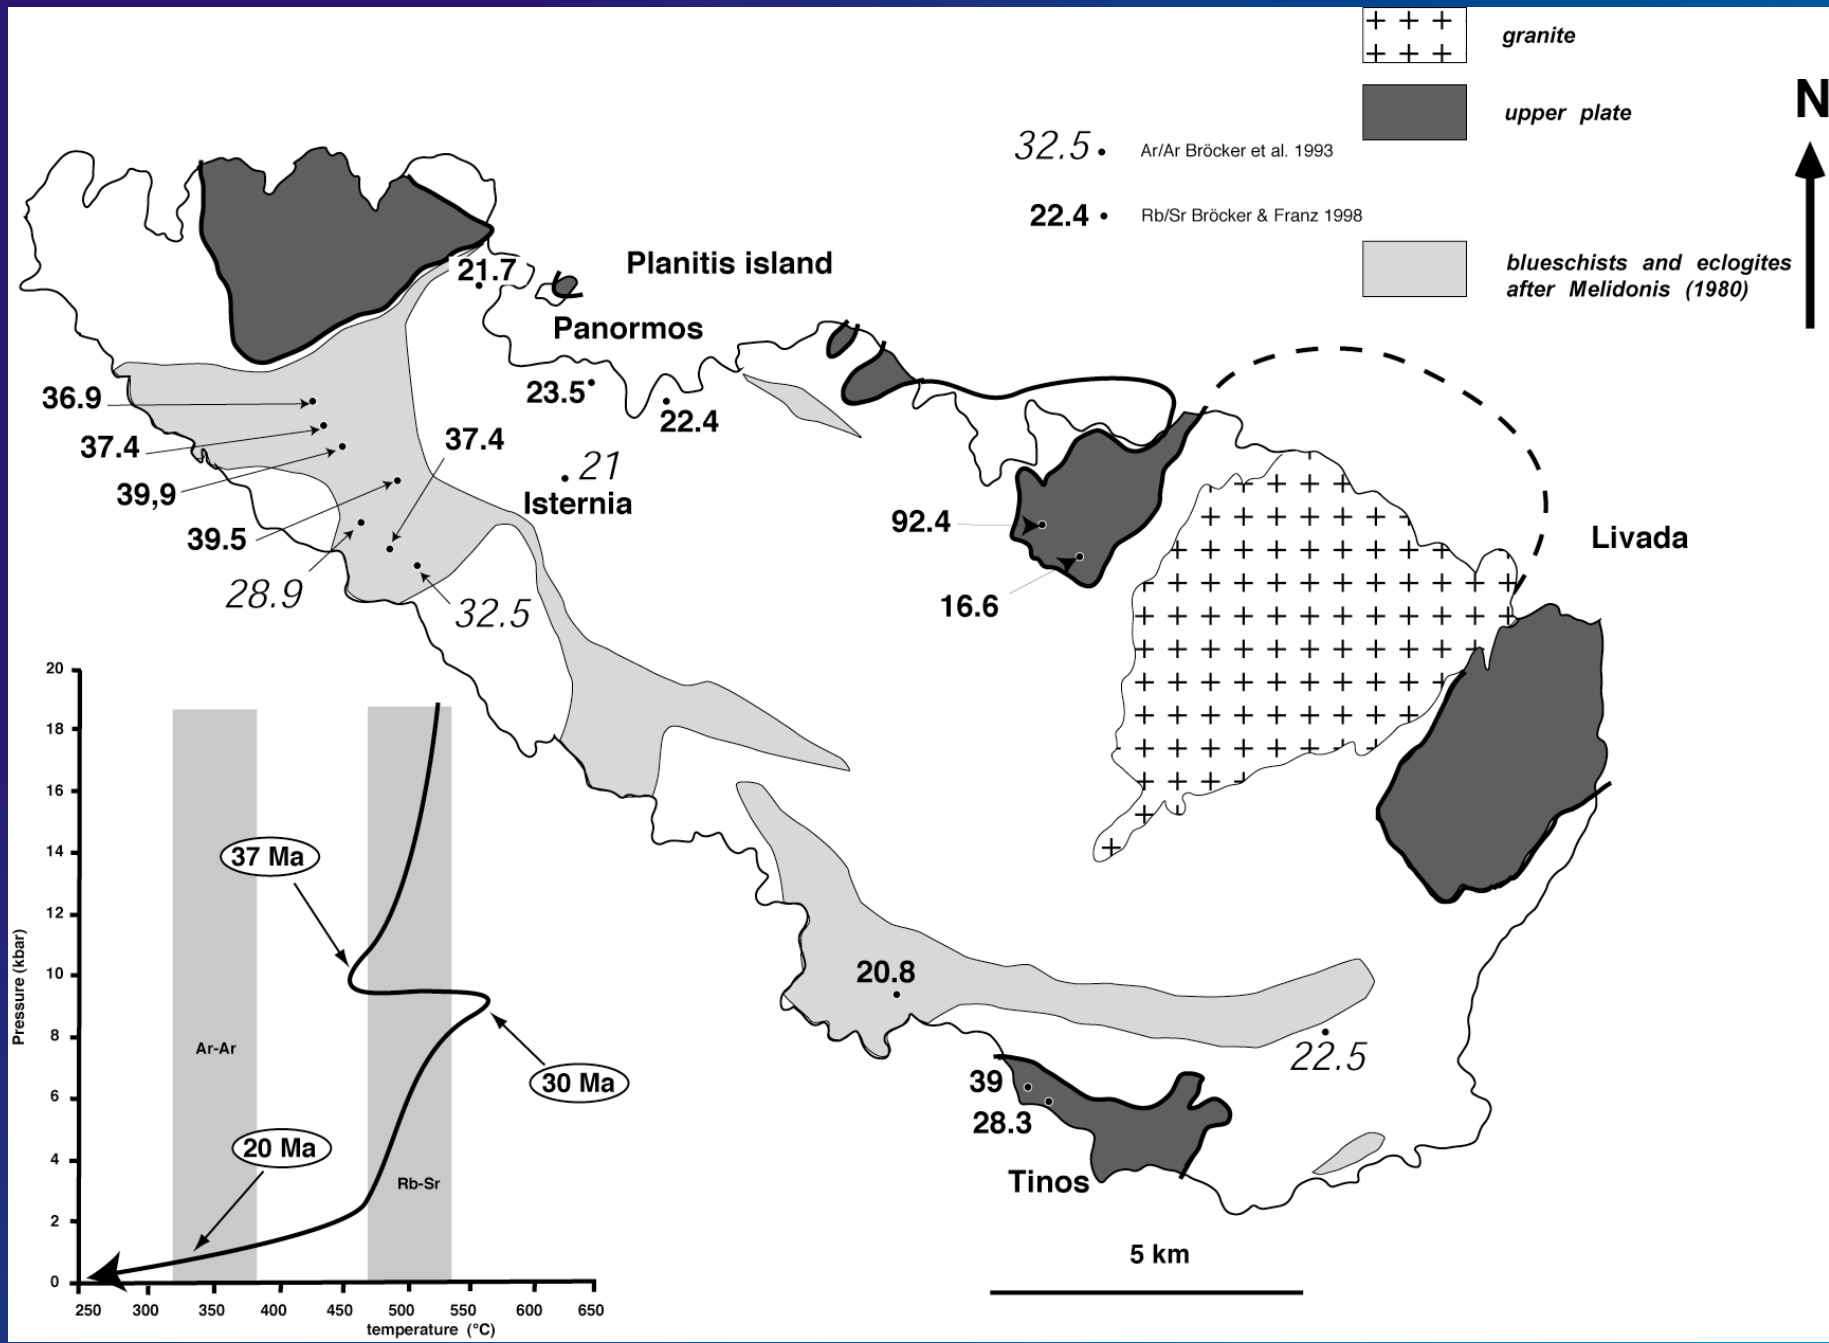 granite
upper plate
N
32.5 Ar/Ar Bröcker et al. 1993
22.4 Rb/Sr Bröcker & Franz 1998
blueschists and eclogites
after Melidonis (1980)
21.7
Planitis island
Panormos
36.9
23.5
22.4
37.4
37.4
39,9
21
Isternia
39.5
92.4
Livada
28.9
32.5
16.6
20
18
16
14
12
10
8
6
4
2
0
Pressure (kbar)
37 Ma
Ar-Ar
30 Ma
20 Ma
Rb-Sr
250 300 350 400 450 500 550 600 650
temperature (°C)
20.8
22.5
39
28.3
Tinos
5 km